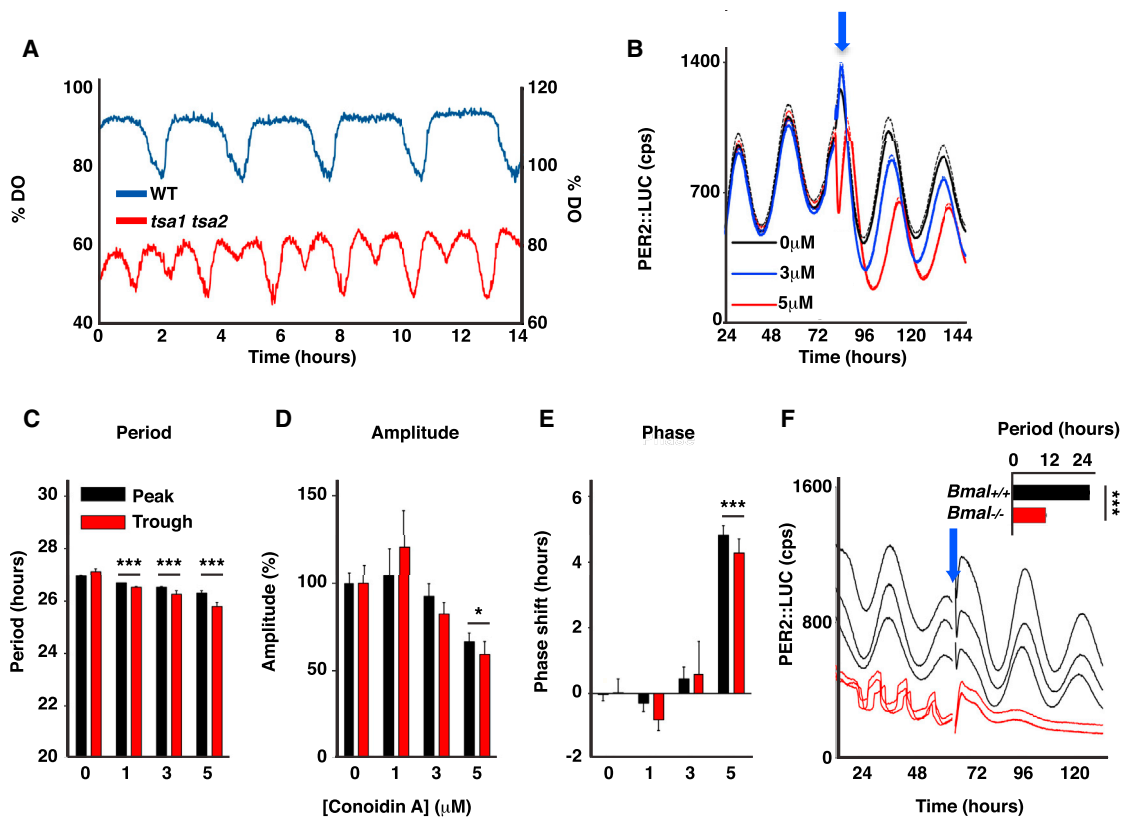 A
100
80
60
40
% DO
120
100
80
60
% DO
WT
tsa1 tsa2
0 2 4 6 8 10 12 14
Time (hours)
B
1400
700
0
PER2::LUC (cps)
0μM
3μM
5μM
24 48 72 96 120 144
Time (hours)
C
Period
30
28
26
24
22
20
Period (hours)
Peak
Trough
*** *** ***
0 1 3 5
D
Amplitude
150
100
50
0
Amplitude (%)
*
0 1 3 5
[Conoidin A] (μM)
E
Phase
6
4
2
0
-2
Phase shift (hours)
***
0 1 3 5
F
Period (hours)
0 12 24
Bmal+/+
Bmal-/-
***
1600
800
0
PER2::LUC (cps)
24 48 72 96 120
Time (hours)